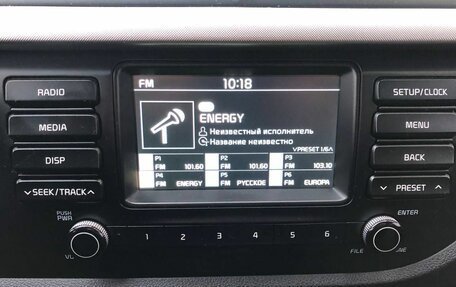 FM 10:18
RADIO
MEDIA
DISP
SEEK/TRACK
ENERGY
Неизвестный исполнитель
Название неизвестно
PRESET 1/6
P1 P2 P3
FM 101.60 FM 101.60 FM 103.10
P4 P5 P6
FM ENERGY FM РУССКОЕ FM EUROPA
SETUP/CLOCK
MENU
BACK
PRESET
PUSH
PWR
1 2 3 4 5 6
ENTER
FILE